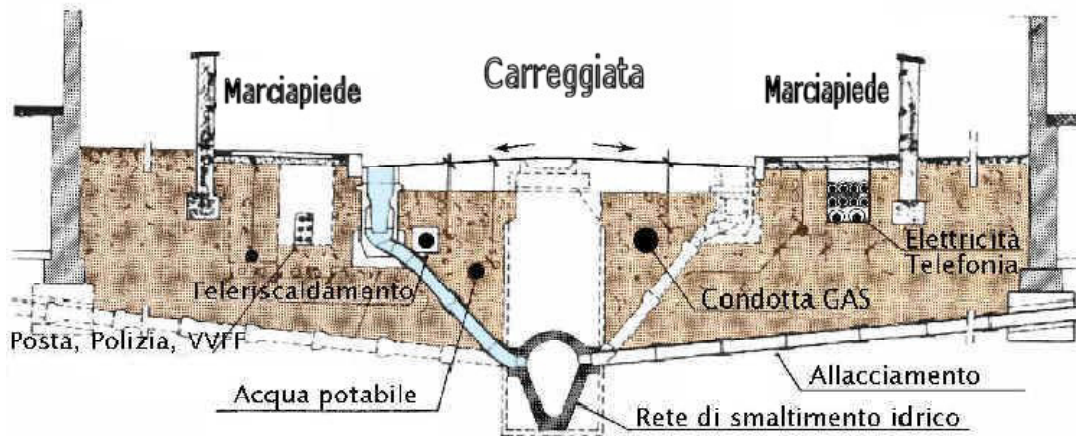 Marciapiede
Carreggiata
Marciapiede
Elettricità
Telefonia
Teleriscaldamento
Condotta GAS
Posta, Polizia, VVFF
Acqua potabile
Allacciamento
Rete di smaltimento idrico